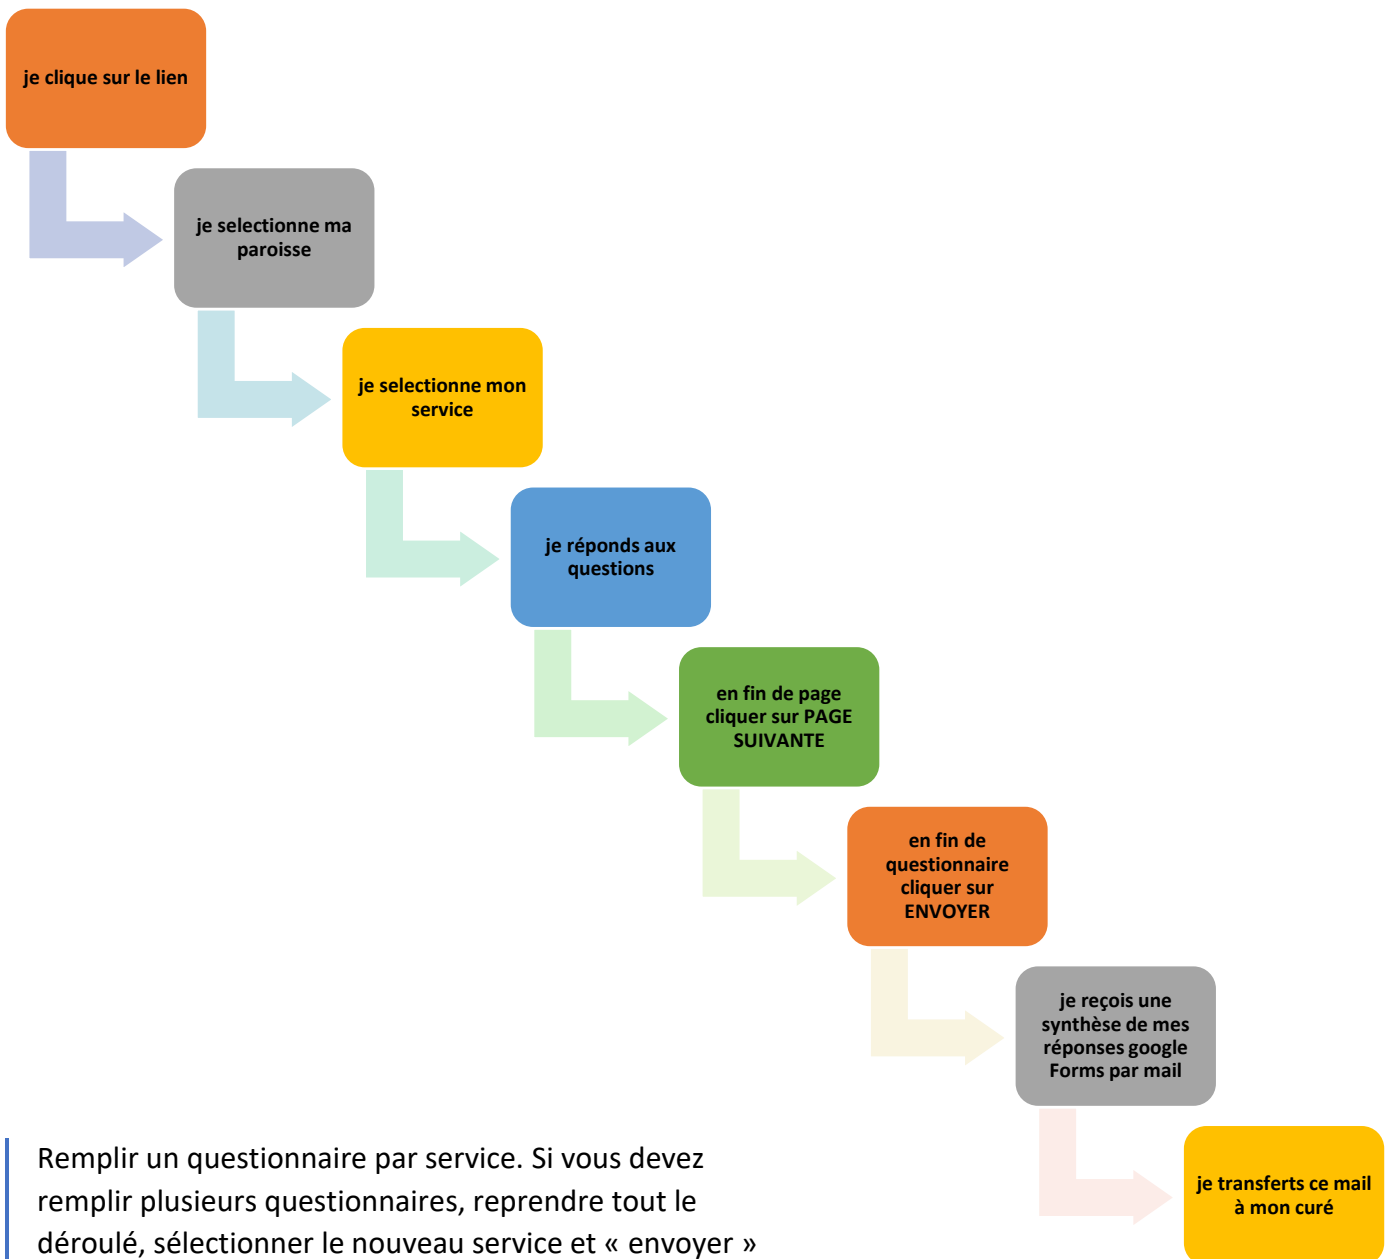 je clique sur le lien
je selectionne ma
paroisse
je selectionne mon
service
je réponds aux
questions
en fin de page
cliquer sur PAGE
SUIVANTE
en fin de
questionnaire
cliquer sur
ENVOYER
je reçois une
synthèse de mes
réponses google
Forms par mail
je transferts ce mail
à mon curé
Remplir un questionnaire par service. Si vous devez
remplir plusieurs questionnaires, reprendre tout le
déroulé, sélectionner le nouveau service et « envoyer »